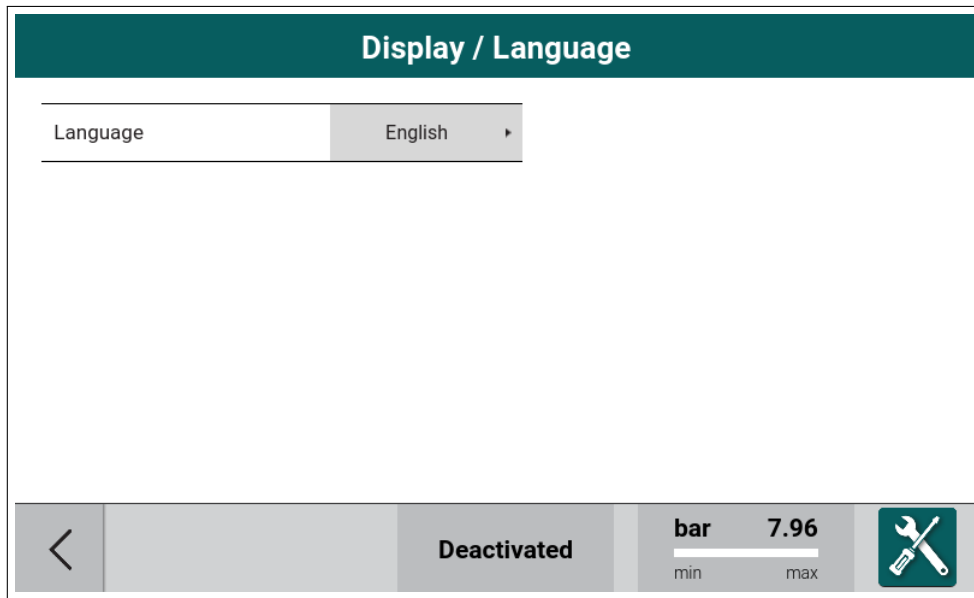 Display / Language
Language English
Deactivated
bar 7.96
min max